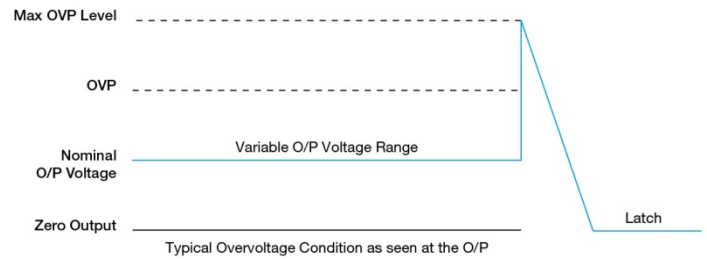 Max OVP Level
OVP
Variable O/P Voltage Range
Nominal
O/P Voltage
Zero Output
Latch
Typical Overvoltage Condition as seen at the O/P